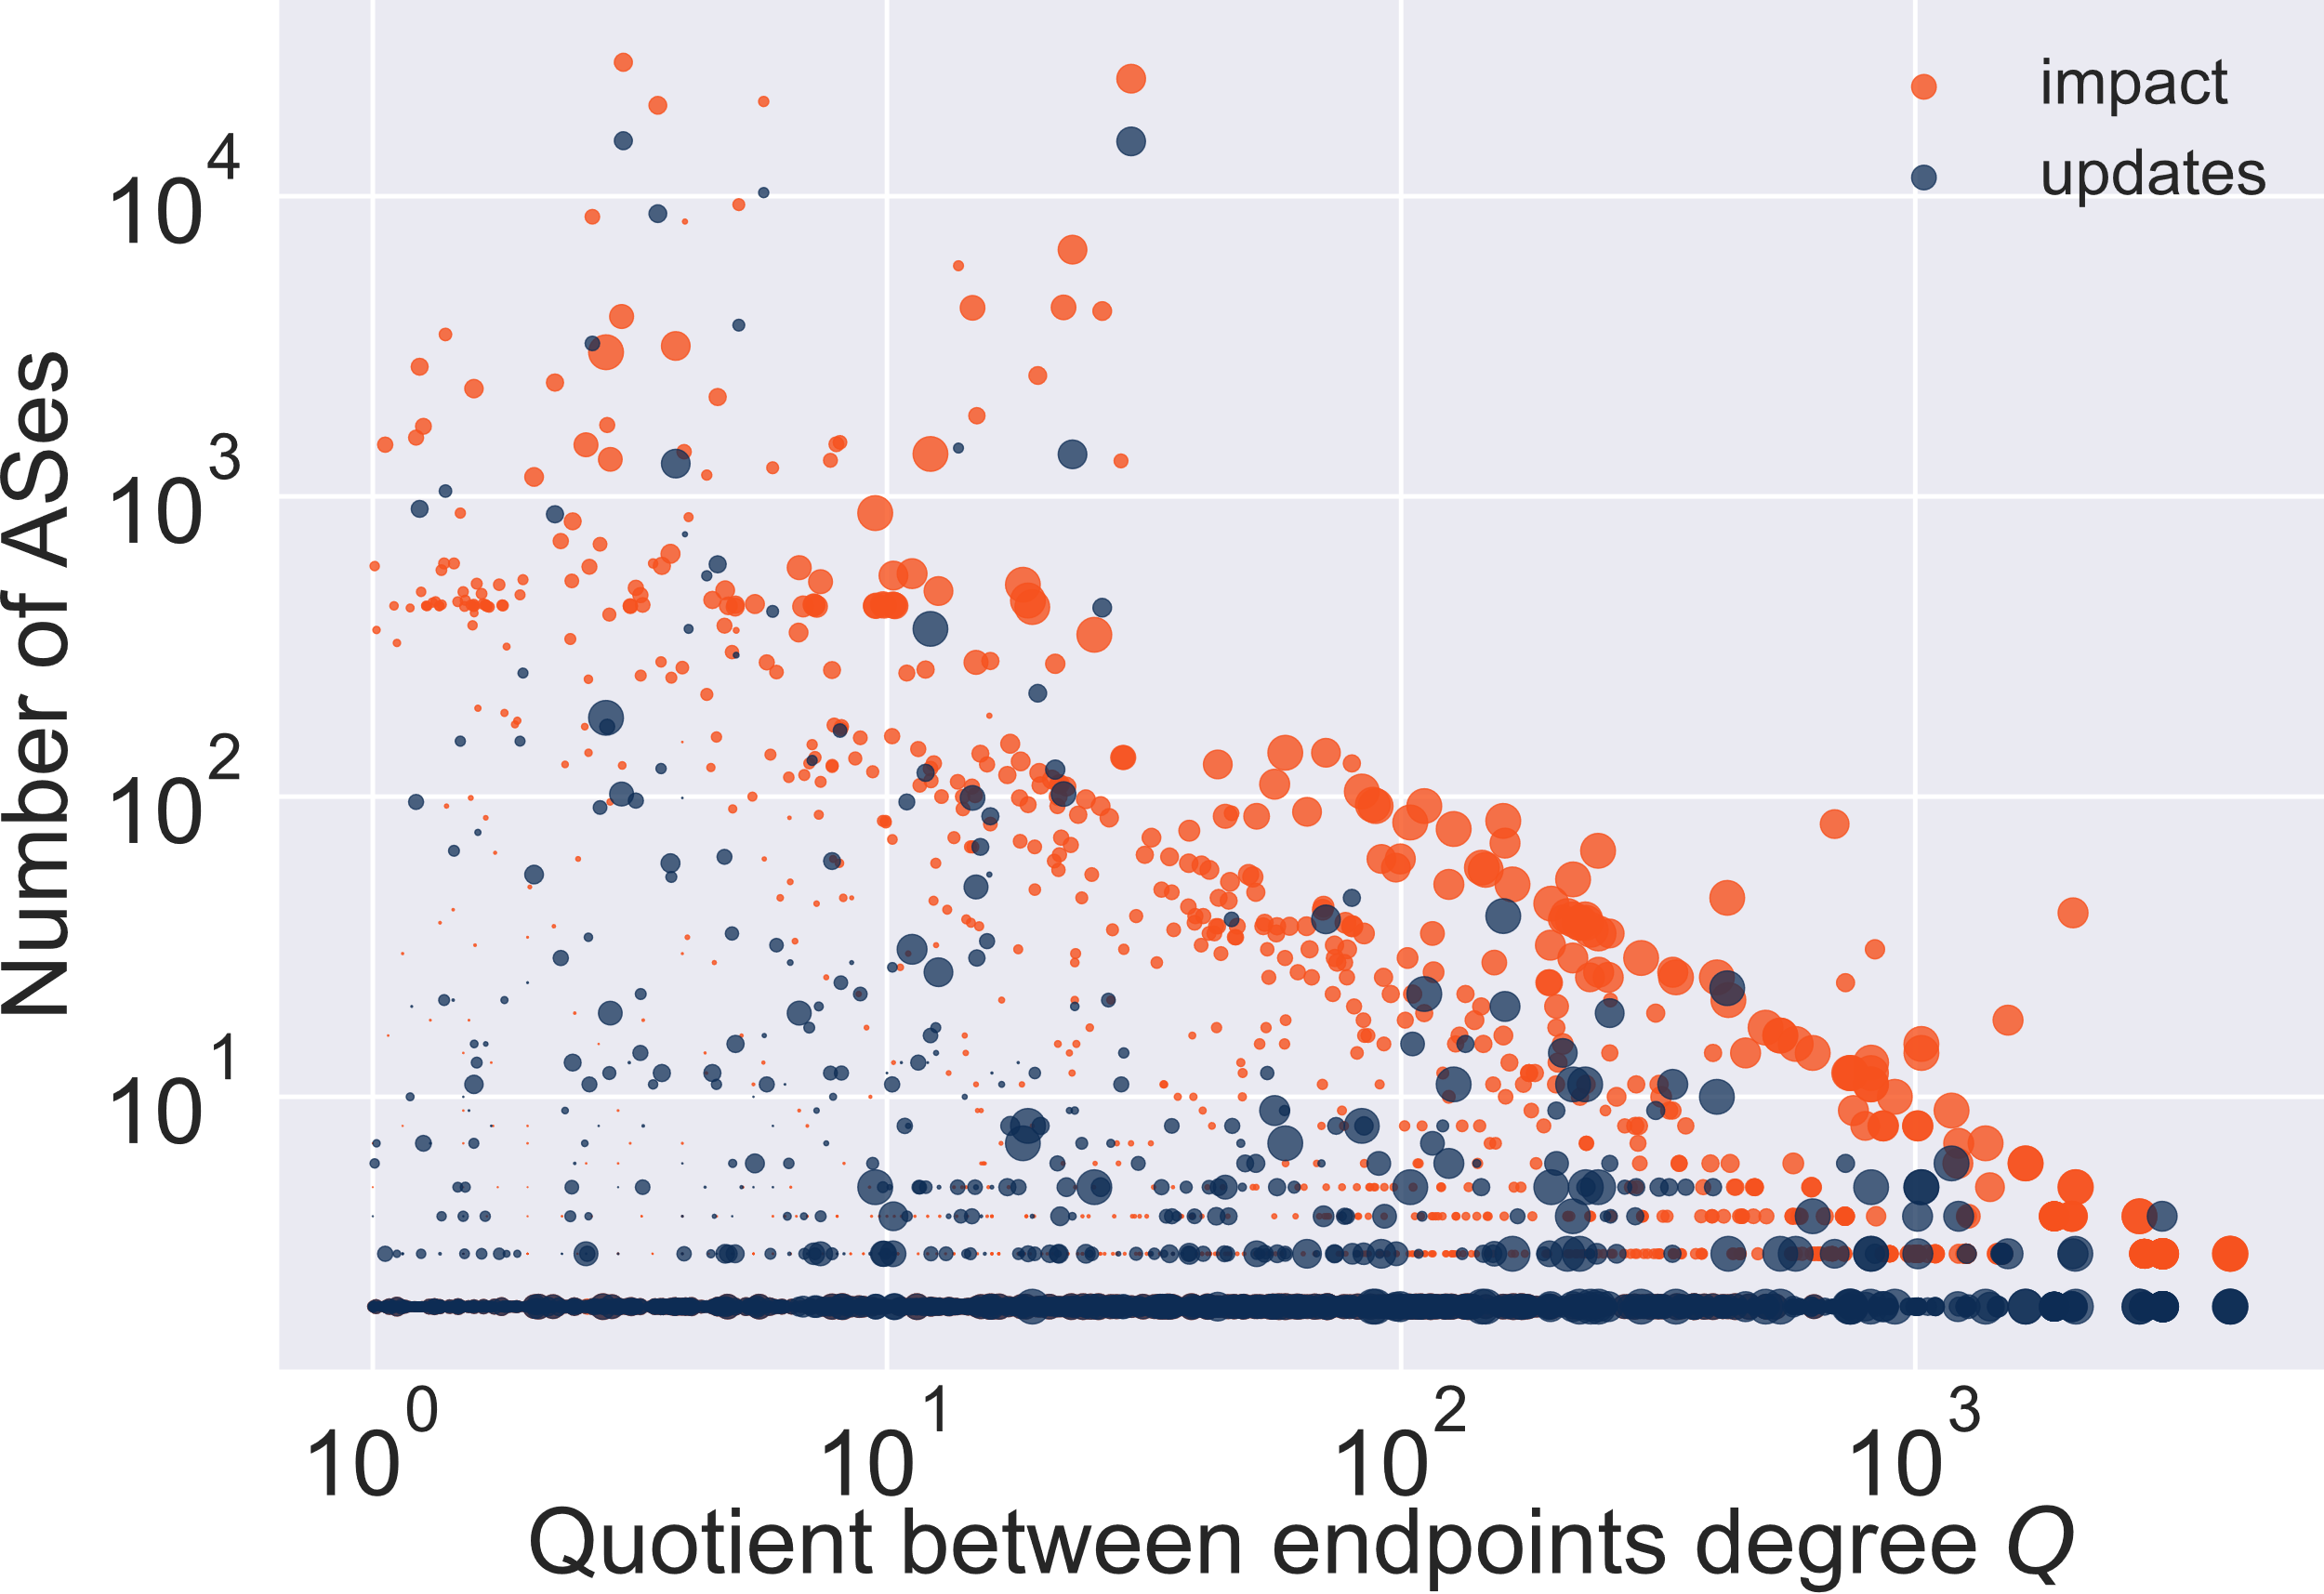 impact
updates
Number of ASes
10^4
10^3
10^2
10^1
10^0
10^1
10^2
10^3
Quotient between endpoints degree Q